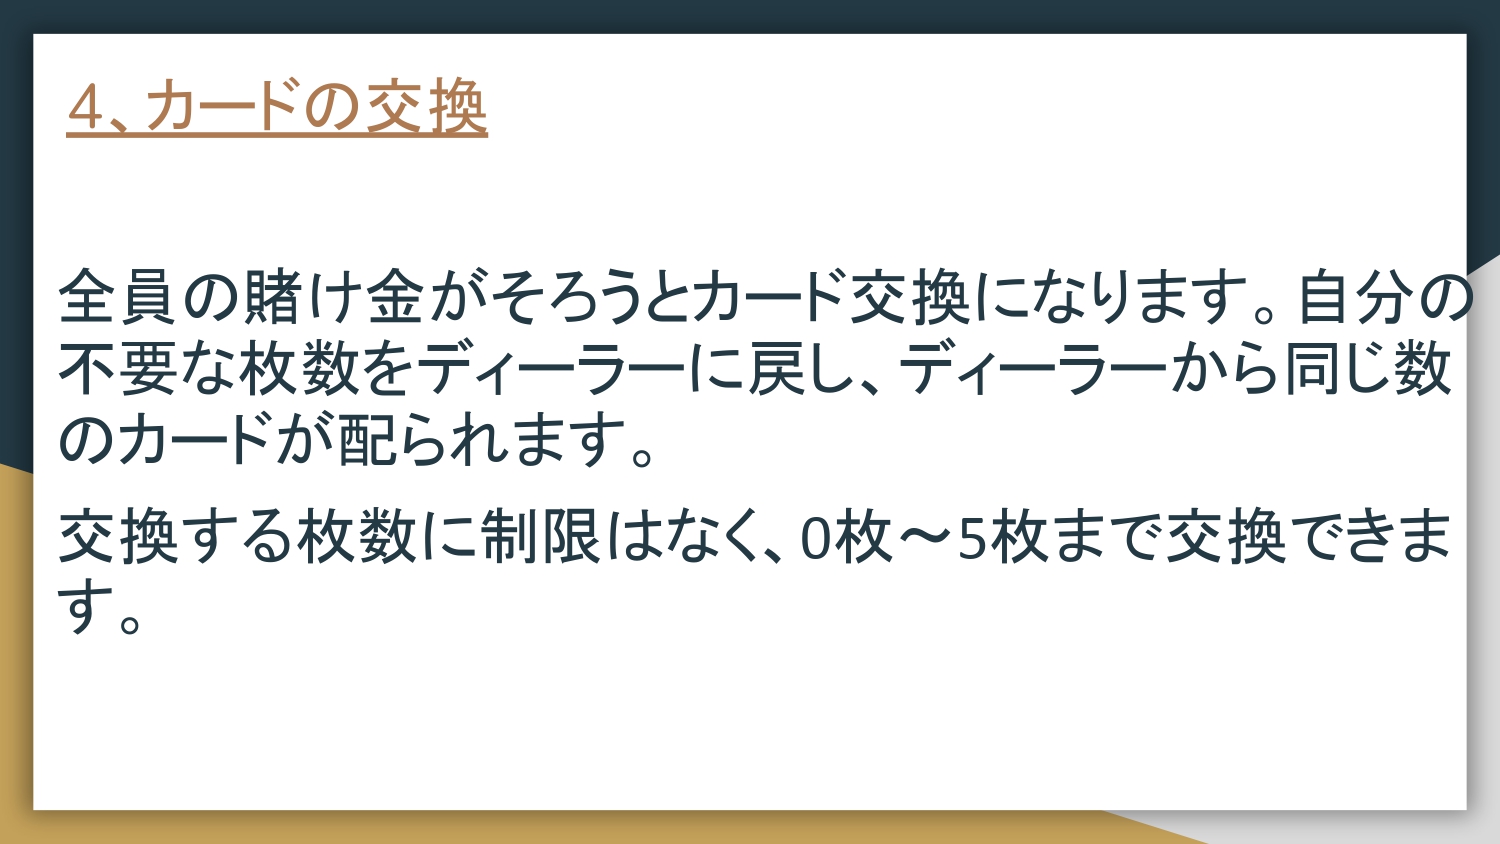 ４、カードの交換
全員の賭け金がそろうとカード交換になります。自分の
不要な枚数をディーラーに戻し、ディーラーから同じ数
のカードが配られます。
交換する枚数に制限はなく、0枚～5枚まで交換できま
す。